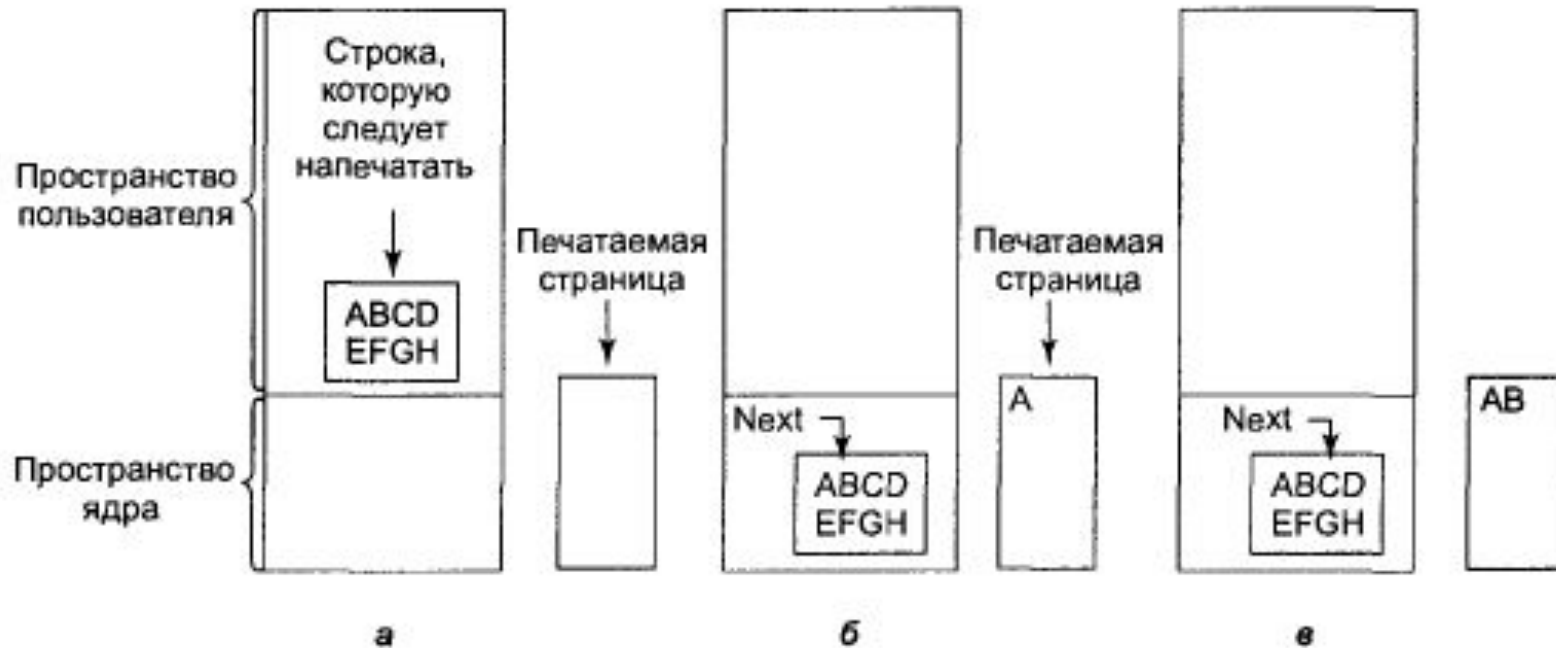 Строка,
которую
следует
напечатать
Пространство
пользователя
ABCD
EFGH
Печатаемая
страница
Пространство
ядра
Next
ABCD
EFGH
Печатаемая
страница
A
Next
ABCD
EFGH
AB
а
б
в